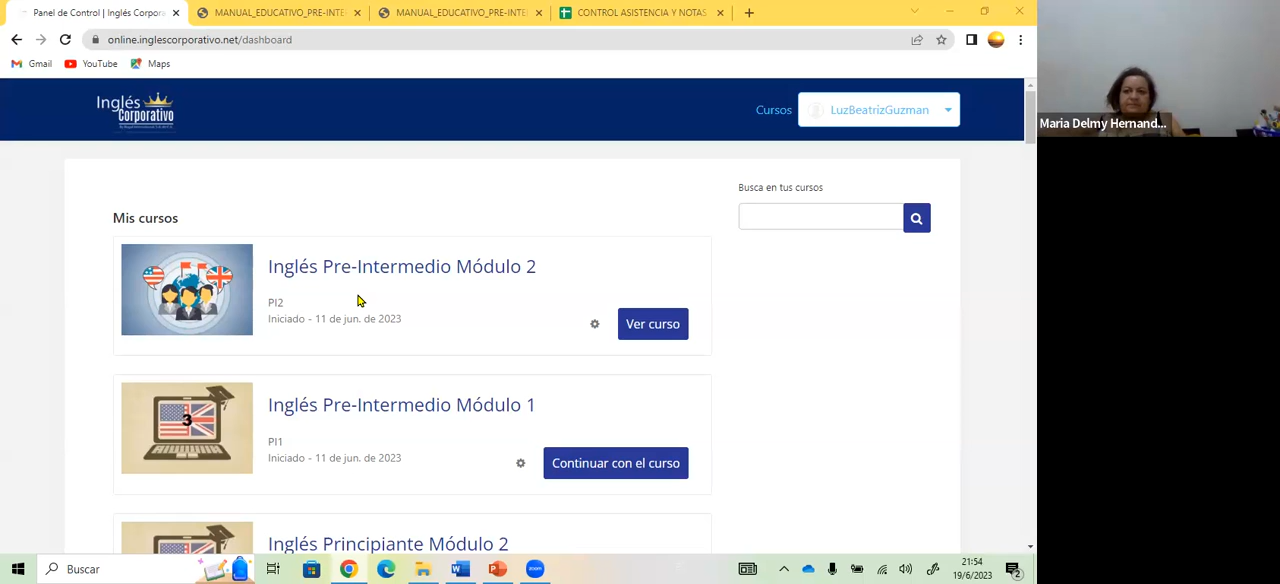 Panel de Control | Inglés Corpora
MANUAL_EDUCATIVO_PRE-INTE
MANUAL_EDUCATIVO_PRE-INTE
CONTROL ASISTENCIA Y NOTAS
online.inglescorporativo.net/dashboard
Gmail
YouTube
Maps
Inglés
Corporativo
Cursos
LuzBeatrizGuzman
Maria Delmy Hernand...
Busca en tus cursos
Mis cursos
Inglés Pre-Intermedio Módulo 2
PI2
Iniciado - 11 de jun. de 2023
Ver curso
3
Inglés Pre-Intermedio Módulo 1
PI1
Iniciado - 11 de jun. de 2023
Continuar con el curso
Inglés Principiante Módulo 2
Buscar
zoom
21:54
19/6/2023
2